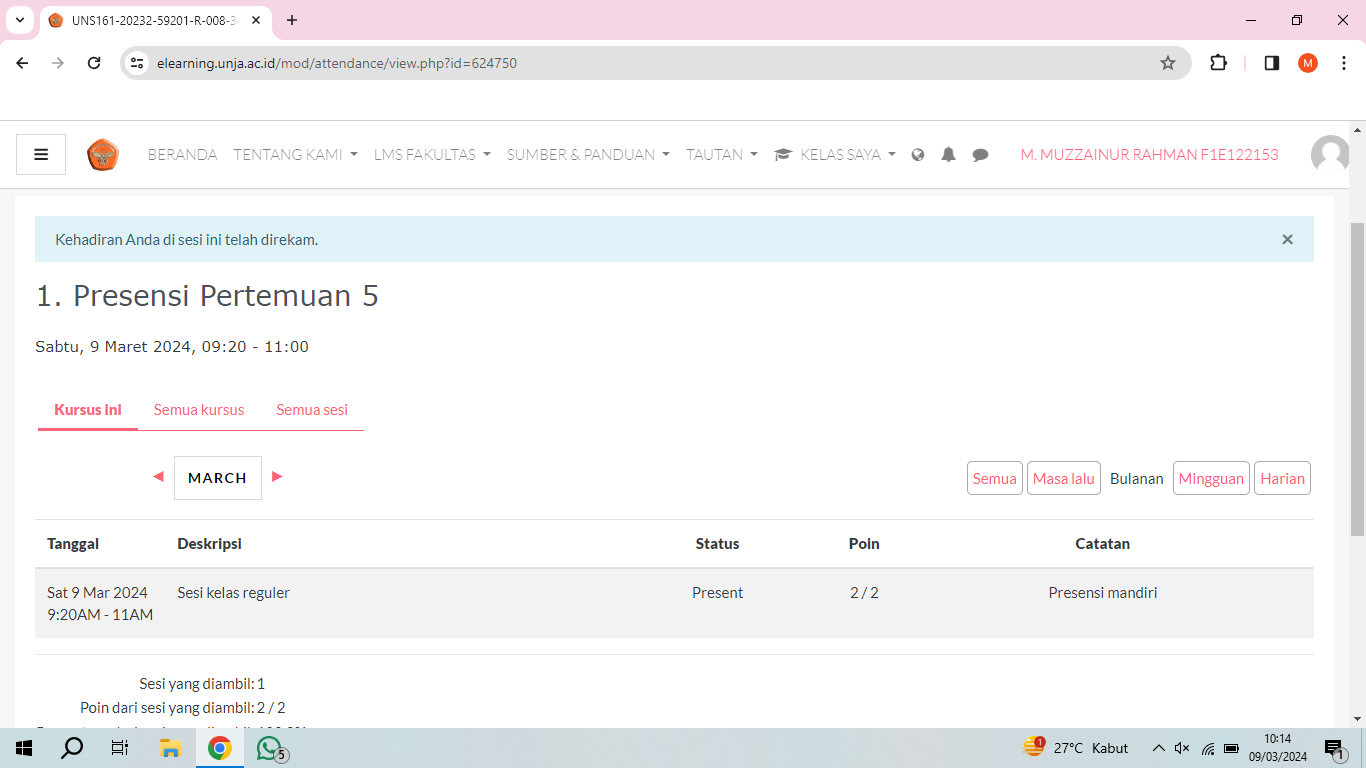 UNS161-20232-59201-R-008-3
elearning.unja.ac.id/mod/attendance/view.php?id=624750
M
BERANDA TENTANG KAMI LMS FAKULTAS SUMBER & PANDUAN TAUTAN KELAS SAYA M. MUZZAINUR RAHMAN F1E122153
Kehadiran Anda di sesi ini telah direkam.
1. Presensi Pertemuan 5
Sabtu, 9 Maret 2024, 09:20 - 11:00
Kursus ini Semua kursus Semua sesi
MARCH Semua Masa lalu Bulanan Mingguan Harian
Tanggal Deskripsi Status Poin Catatan
Sat 9 Mar 2024 Sesi kelas reguler Present 2 / 2 Presensi mandiri
9:20AM - 11AM
Sesi yang diambil: 1
Poin dari sesi yang diambil: 2 / 2
1 27°C Kabut 10:14
5 09/03/2024 1